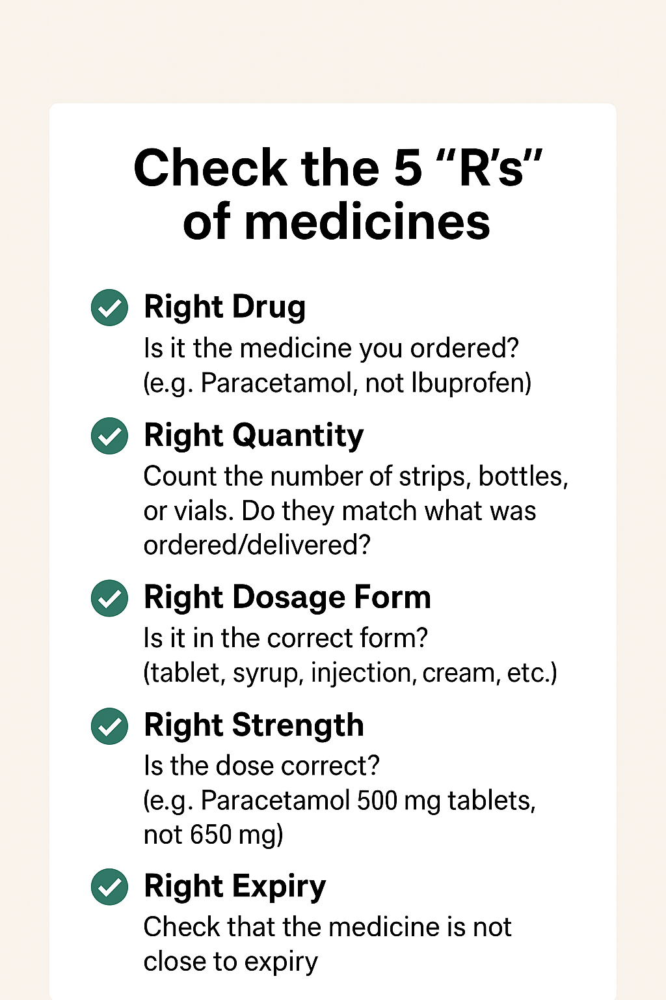 Check the 5 “R’s”
of medicines
Right Drug
Is it the medicine you ordered?
(e.g. Paracetamol, not Ibuprofen)
Right Quantity
Count the number of strips, bottles,
or vials. Do they match what was
ordered/delivered?
Right Dosage Form
Is it in the correct form?
(tablet, syrup, injection, cream, etc.)
Right Strength
Is the dose correct?
(e.g. Paracetamol 500 mg tablets,
not 650 mg)
Right Expiry
Check that the medicine is not
close to expiry